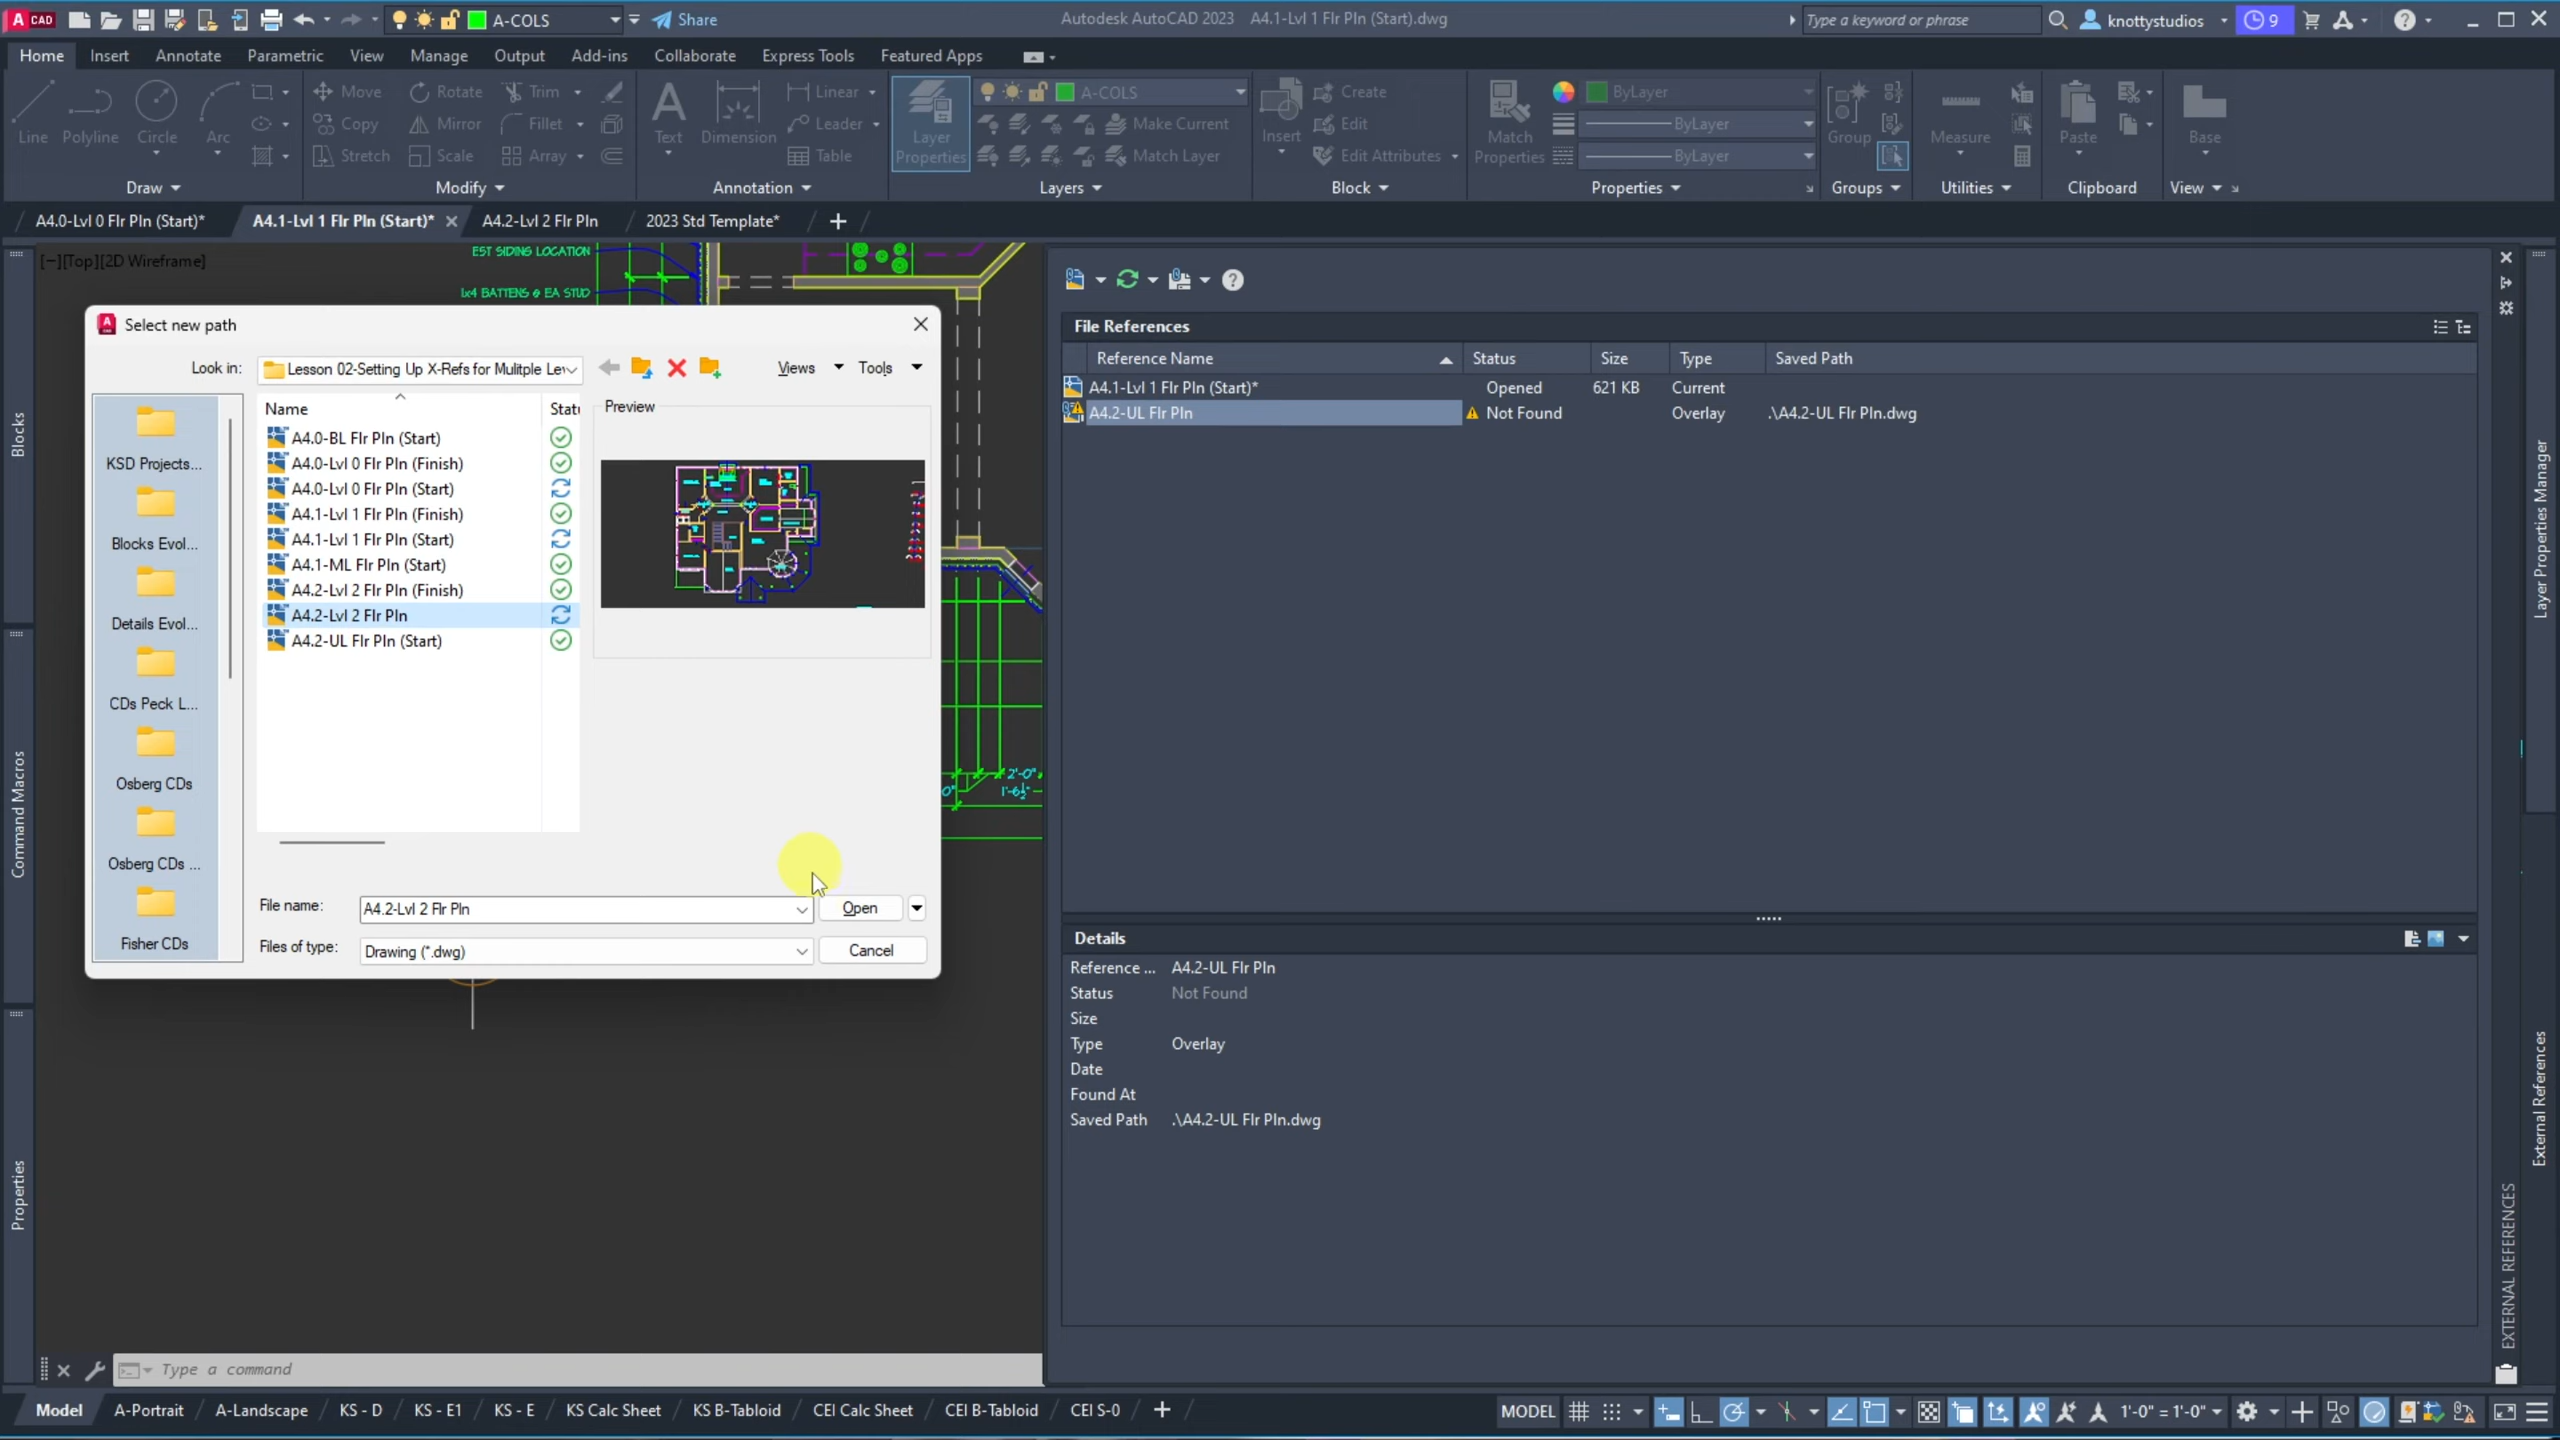 A CAD
A-COLS
Share
Autodesk AutoCAD 2023 A4.1-Lvl 1 Flr Pln (Start).dwg
Type a keyword or phrase
knottystudios
9
Home Insert Annotate Parametric View Manage Output Add-ins Collaborate Express Tools Featured Apps
Line Polyline Circle Arc
Move Rotate Trim
Copy Mirror Fillet
Stretch Scale Array
Text Dimension
Linear
Leader
Table
Layer Properties
A-COLS
Make Current
Match Layer
Insert
Create
Edit
Edit Attributes
Match Properties
ByLayer
ByLayer
ByLayer
Group
Measure
Paste
Base
Draw Modify Annotation Layers Block Properties Groups Utilities Clipboard View
A4.0-Lvl 0 Flr Pln (Start)* A4.1-Lvl 1 Flr Pln (Start)* A4.2-Lvl 2 Flr Pln 2023 Std Template*
[−][Top][2D Wireframe]
EST SIDING LOCATION
1x4 BATTENS @ EA STUD
Blocks
Command Macros
Properties
Select new path
Look in: Lesson 02-Setting Up X-Refs for Mulitple Lev
Views Tools
Name Statu
Preview
A4.0-BL Flr Pln (Start)
A4.0-Lvl 0 Flr Pln (Finish)
A4.0-Lvl 0 Flr Pln (Start)
A4.1-Lvl 1 Flr Pln (Finish)
A4.1-Lvl 1 Flr Pln (Start)
A4.1-ML Flr Pln (Start)
A4.2-Lvl 2 Flr Pln (Finish)
A4.2-Lvl 2 Flr Pln
A4.2-UL Flr Pln (Start)
KSD Projects...
Blocks Evol...
Details Evol...
CDs Peck L...
Osberg CDs
Osberg CDs ...
Fisher CDs
File name: A4.2-Lvl 2 Flr Pln
Open
Files of type: Drawing (*.dwg)
Cancel
2'-0"
0" 1'-6½"
File References
Reference Name Status Size Type Saved Path
A4.1-Lvl 1 Flr Pln (Start)* Opened 621 KB Current
A4.2-UL Flr Pln Not Found Overlay .\A4.2-UL Flr Pln.dwg
Details
Reference ... A4.2-UL Flr Pln
Status Not Found
Size
Type Overlay
Date
Found At
Saved Path .\A4.2-UL Flr Pln.dwg
Layer Properties Manager
External References
EXTERNAL REFERENCES
Type a command
Model A-Portrait A-Landscape KS - D KS - E1 KS - E KS Calc Sheet KS B-Tabloid CEI Calc Sheet CEI B-Tabloid CEI S-0
MODEL
1'-0" = 1'-0"